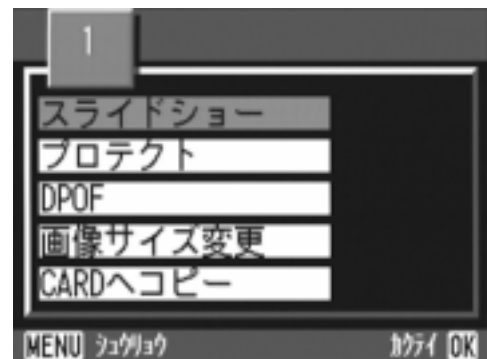 1
スライドショー
プロテクト
DPOF
画像サイズ変更
CARDへコピー
MENU ｼｭｳﾘｮｳ ｶｸﾃｲ OK